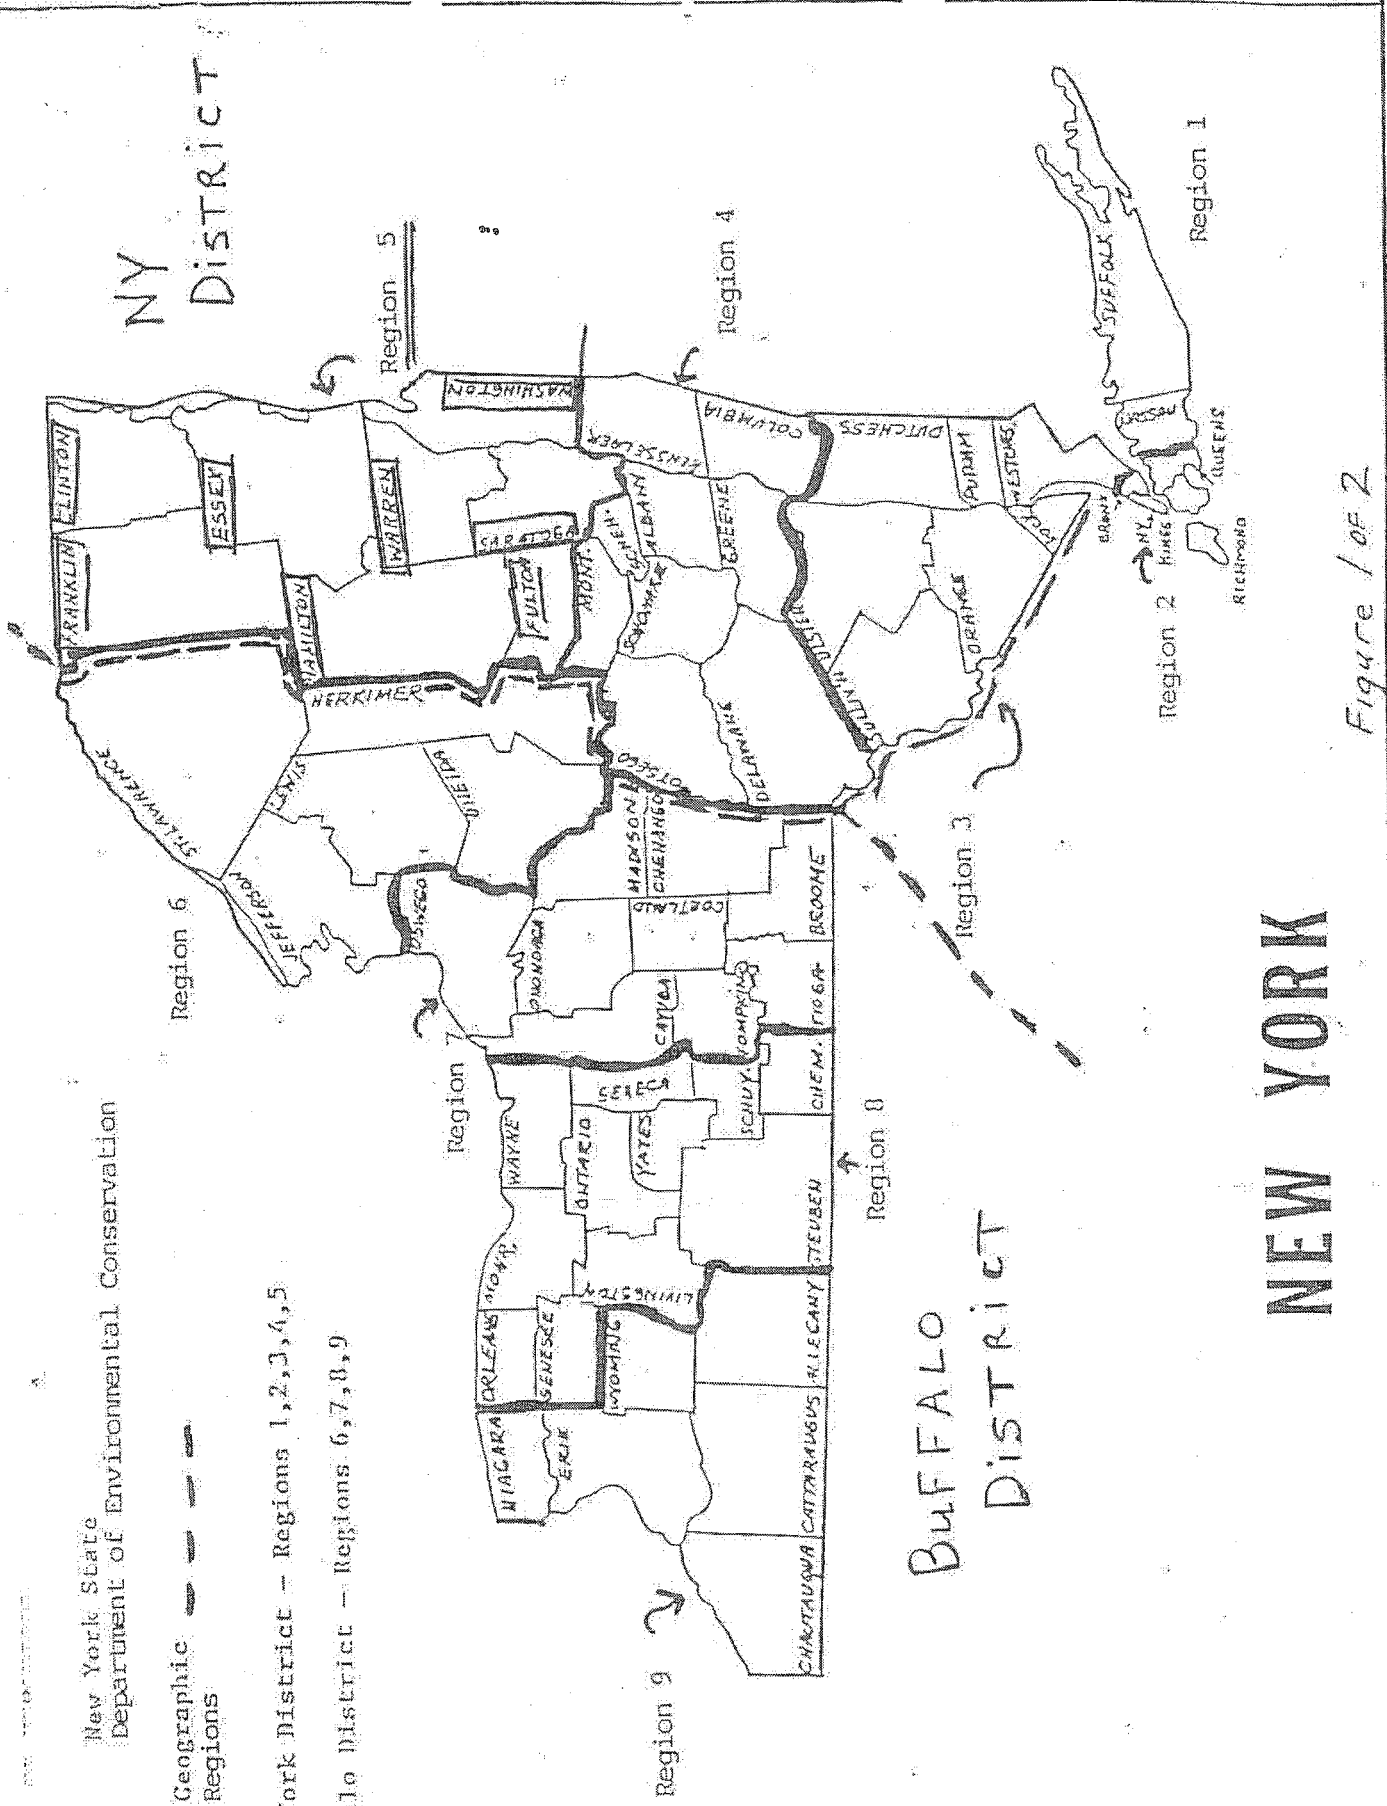 New York State
Department of Environmental Conservation
Geographic
Regions
ork District - Regions 1,2,3,4,5
lo District - Regions 6,7,8,9
NY
DiSTRiCT
Region 5
Region 4
Region 1
Region 6
Region 7
Region 2
Region 3
Region 8
Region 9
BUFFALO
DiSTRiCT
CLINTON
FRANKLIN
ESSEX
WARREN
HAMILTON
WASHINGTON
SARATOGA
FULTON
HERKIMER
ST. LAWRENCE
JEFFERSON
LEWIS
ONEIDA
OSWEGO
MONT.
SCHEN.
ALBANY
RENSSELAER
SCHOHARIE
GREENE
COLUMBIA
OTSEGO
DELAWARE
ULSTER
SULLIV'N
DUTCHESS
PUTNAM
WESTCHES.
ORANGE
ROCK
BRONX
NY.
KINGS
QUEENS
RICHMOND
NASSAU
SUFFOLK
MADISON
CHENANGO
BROOME
CORTLAND
ONONDAGA
CAYUGA
TOMPKINS
TIOGA
CHEM.
SCHUY.
SENECA
WAYNE
ONTARIO
YATES
STEUBEN
MONR.
LIVINGSTON
ORLEANS
GENESEE
WYOMING
ALLEGANY
NIAGARA
ERIE
CATTARAUGUS
CHAUTAUQUA
NEW YORK
Figure 1 OF 2